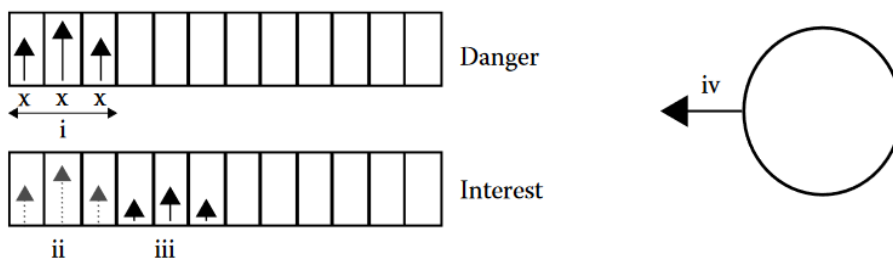 Danger
x x x
i
iv
Interest
ii iii